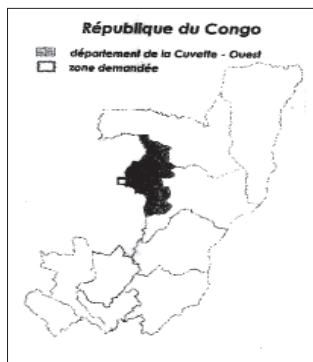 République du Congo
département de la Cuvette - Ouest
zone demandée